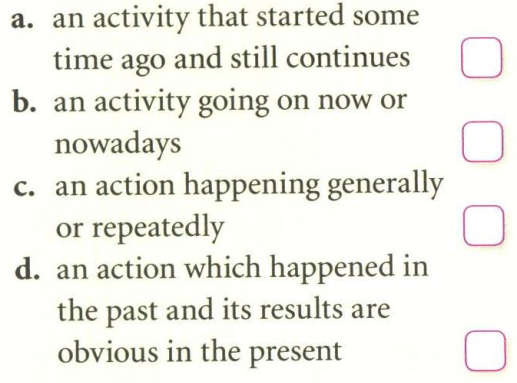 a. an activity that started some
time ago and still continues
b. an activity going on now or
nowadays
c. an action happening generally
or repeatedly
d. an action which happened in
the past and its results are
obvious in the present